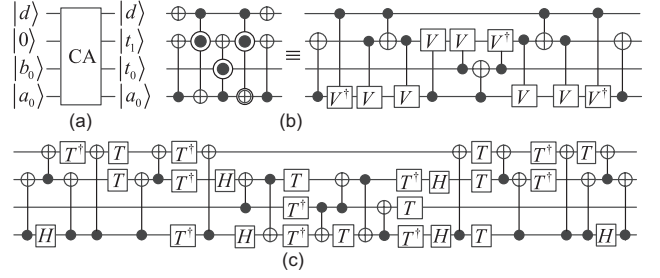 |d⟩ |d⟩
|0⟩ |t₁⟩ V V V†
CA
|b₀⟩ |t₀⟩ ≡
|a₀⟩ |a₀⟩ V† V V V V V†
(a) (b)
T† T T† T T† T
T T† H T T† H T T†
T† T
H T† H T† T T† H T H
(c)